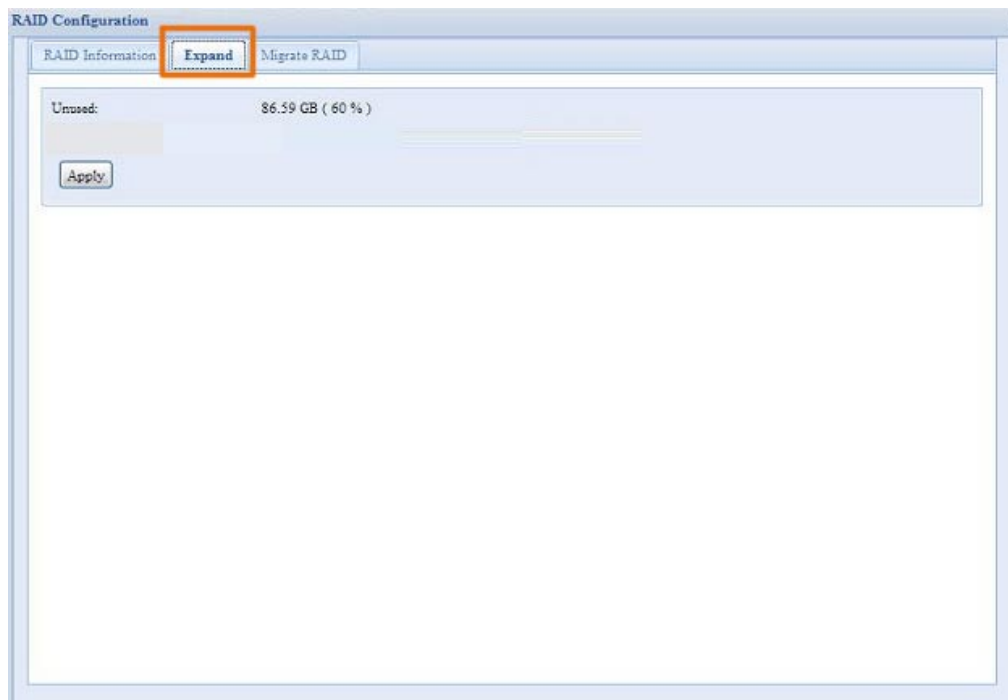 RAID Configuration
RAID Information Expand Migrate RAID
Unused: 86.59 GB ( 60 % )
Apply